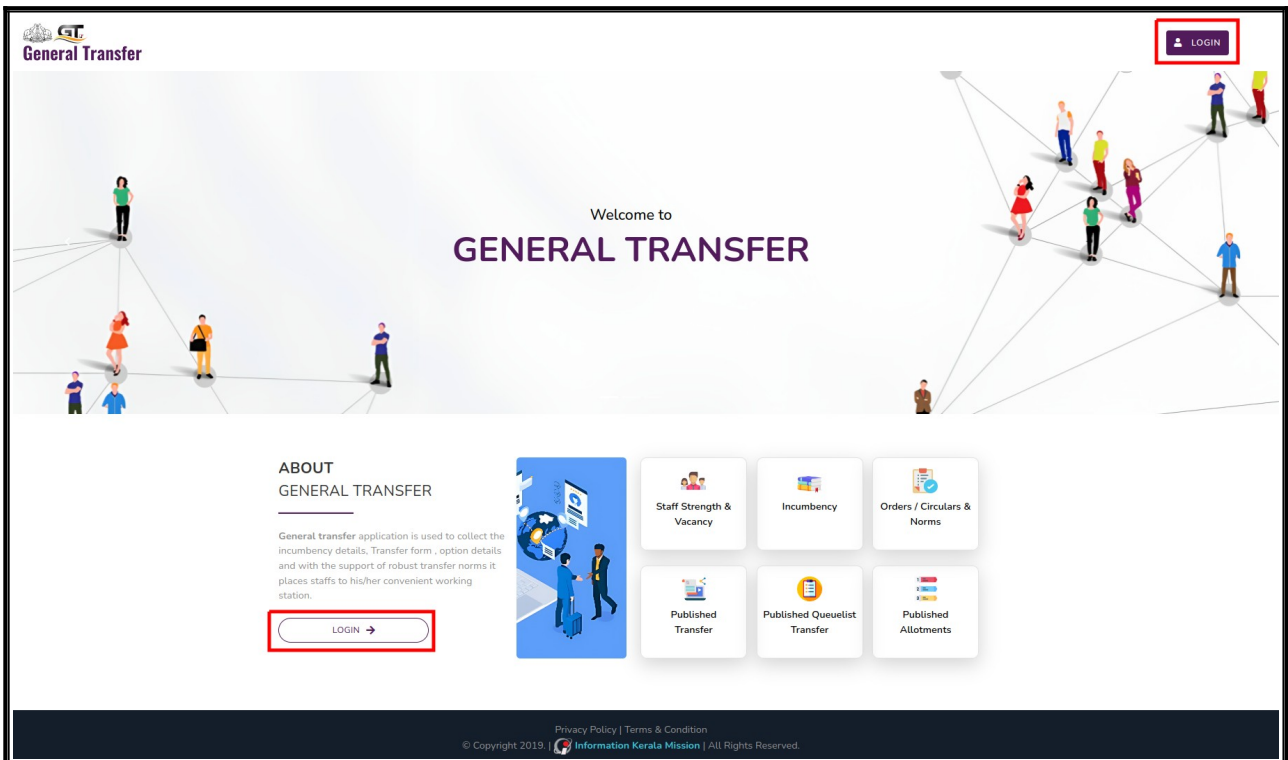 GT
General Transfer
LOGIN
Welcome to
GENERAL TRANSFER
ABOUT
GENERAL TRANSFER
General transfer application is used to collect the
incumbency details, Transfer form , option details
and with the support of robust transfer norms it
places staffs to his/her convenient working
station.
LOGIN
Staff Strength &
Vacancy
Incumbency
Orders / Circulars &
Norms
Published
Transfer
Published Queuelist
Transfer
Published
Allotments
Privacy Policy | Terms & Condition
© Copyright 2019. | Information Kerala Mission | All Rights Reserved.